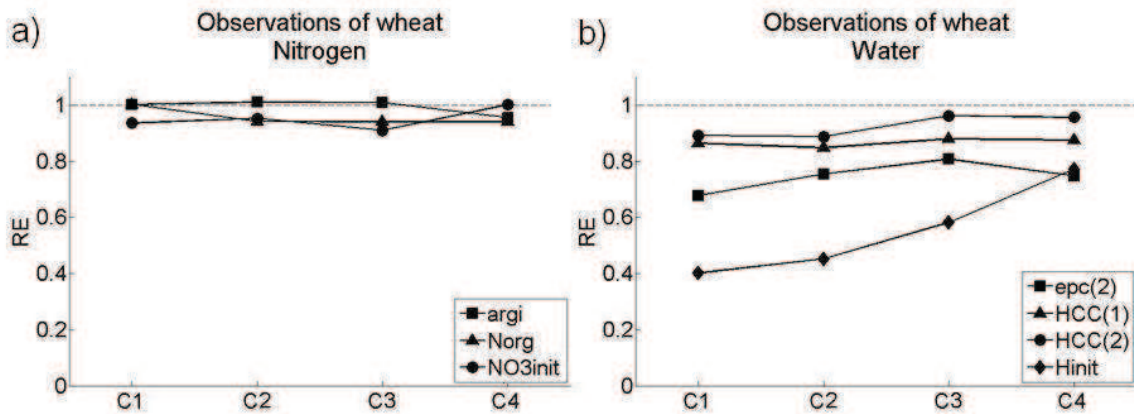 a)
Observations of wheat
Nitrogen
RE
1
0.8
0.6
0.4
0.2
0
C1 C2 C3 C4
argi
Norg
NO3init
b)
Observations of wheat
Water
RE
1
0.8
0.6
0.4
0.2
0
C1 C2 C3 C4
epc(2)
HCC(1)
HCC(2)
Hinit